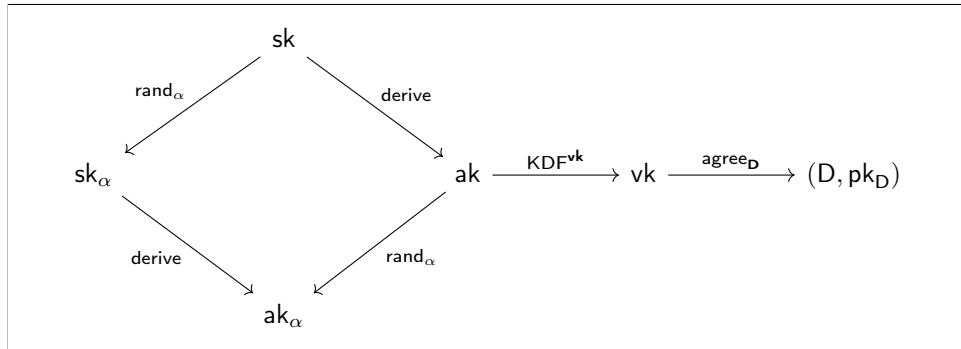 sk
rand_α
derive
sk_α
ak
KDF^vk
vk
agree_D
(D, pk_D)
derive
rand_α
ak_α